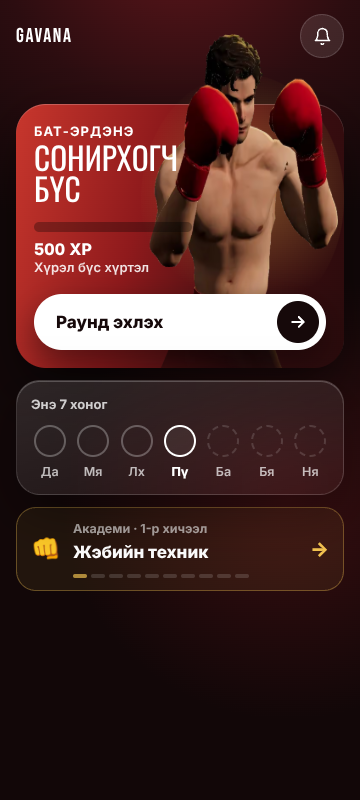 GAVANA
БАТ-ЭРДЭНЭ
СОНИРХОГЧ
БҮС
500 XP
Хүрэл бүс хүртэл
Раунд эхлэх
Энэ 7 хоног
Да Мя Лх Пү Ба Бя Ня
Академи · 1-р хичээл
Жэбийн техник